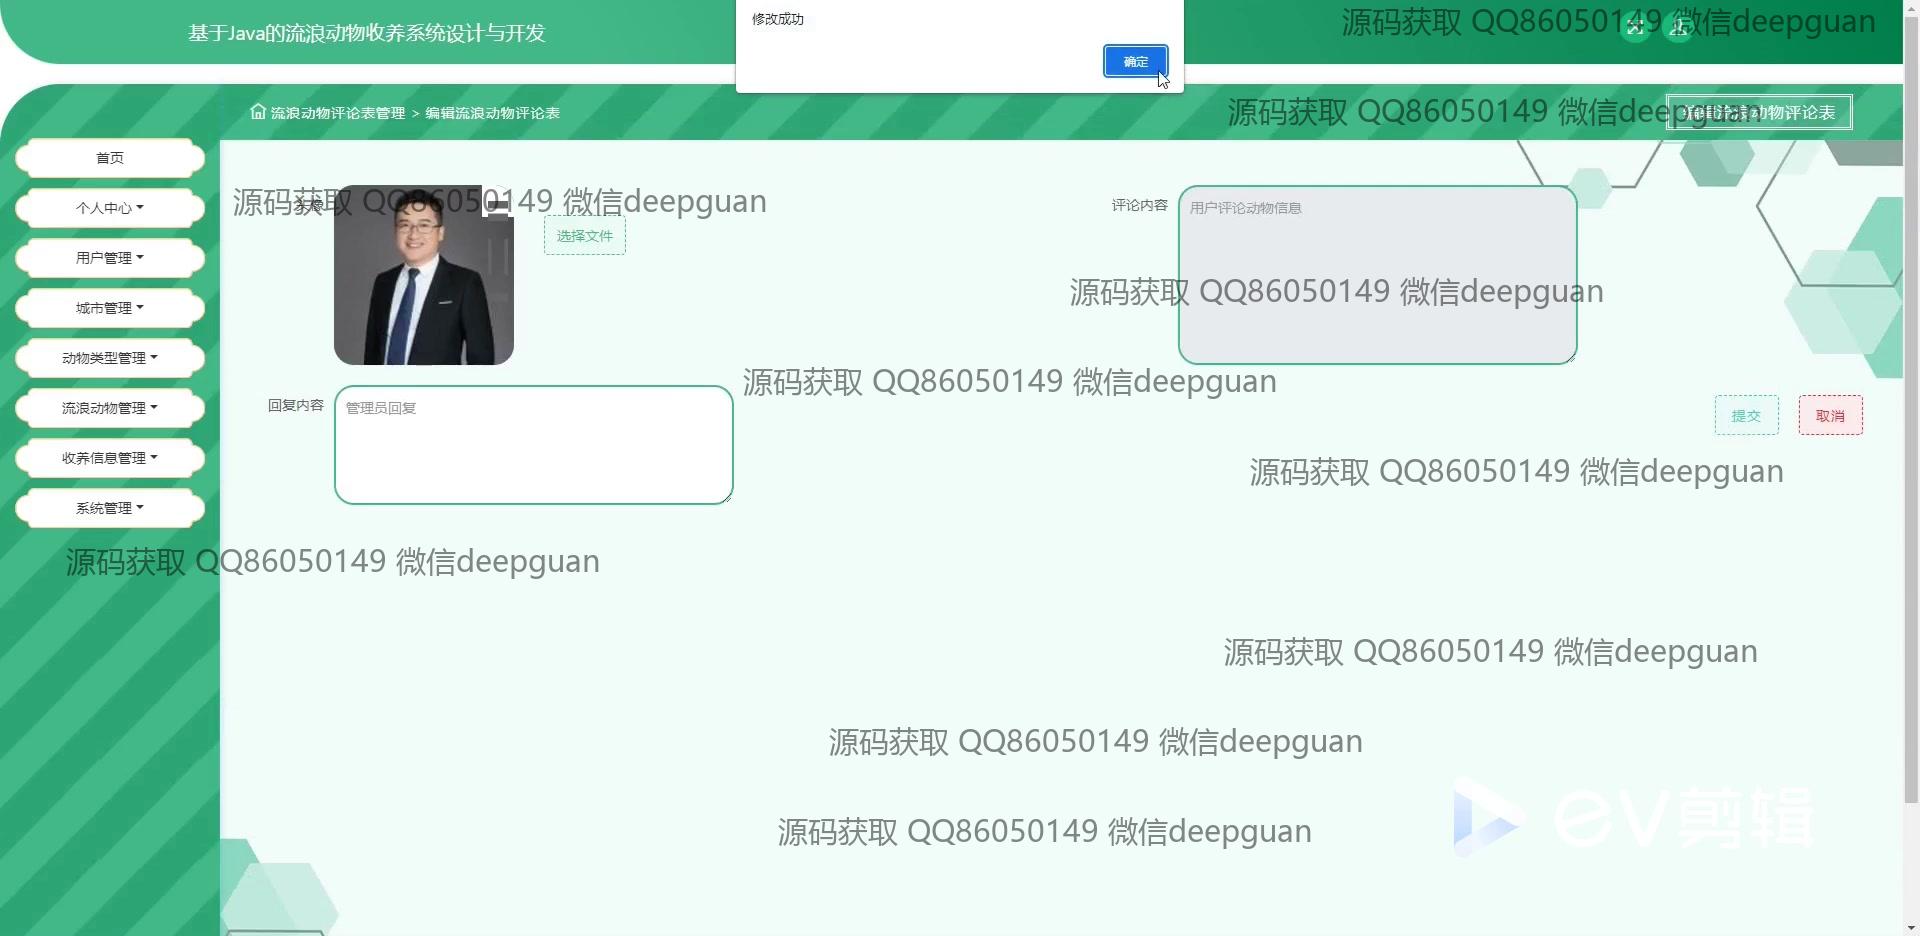 基于Java的流浪动物收养系统设计与开发
修改成功
确定
源码获取 QQ86050149 微信deepguan
流浪动物评论表管理 > 编辑流浪动物评论表
源码获取 QQ86050149 微信deepguan
编辑流浪动物评论表
首页
个人中心
用户管理
城市管理
动物类型管理
流浪动物管理
收养信息管理
系统管理
源码获取 QQ86050149 微信deepguan
头像
选择文件
评论内容
用户评论动物信息
源码获取 QQ86050149 微信deepguan
源码获取 QQ86050149 微信deepguan
回复内容
管理员回复
提交
取消
源码获取 QQ86050149 微信deepguan
源码获取 QQ86050149 微信deepguan
源码获取 QQ86050149 微信deepguan
源码获取 QQ86050149 微信deepguan
源码获取 QQ86050149 微信deepguan
eV剪辑